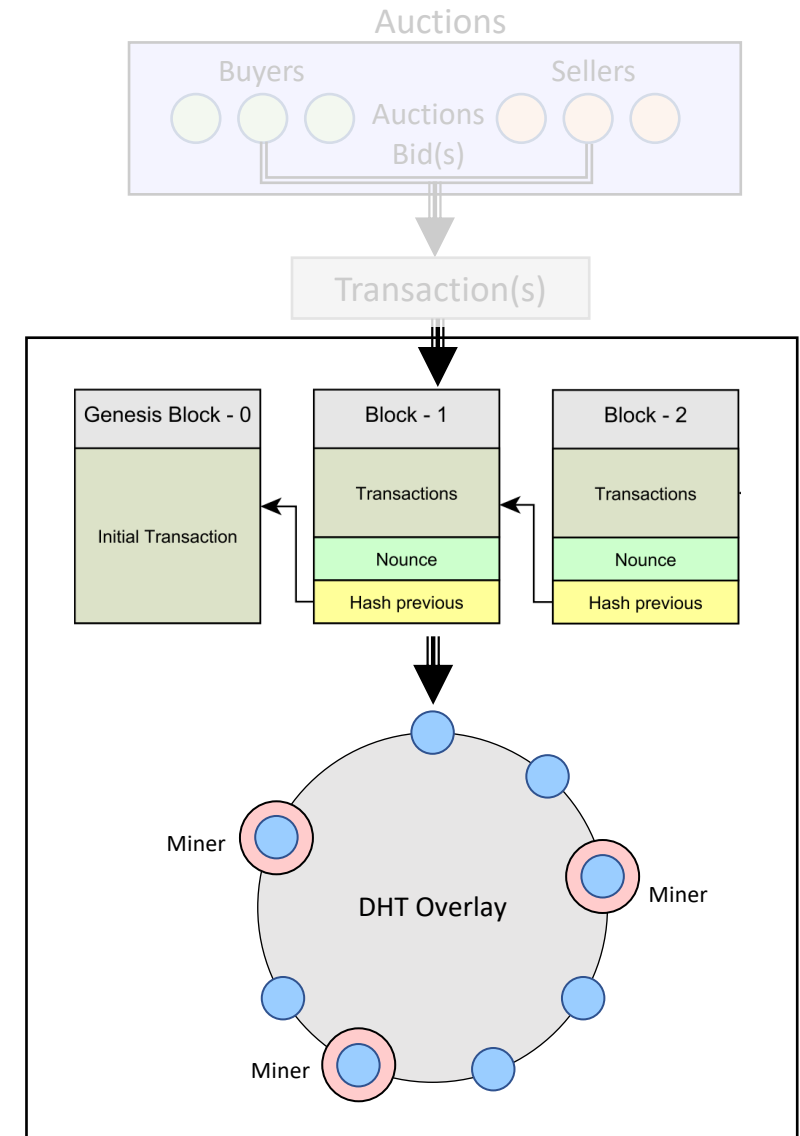 Auctions
Buyers
Sellers
Auctions
Bid(s)
Transaction(s)
Genesis Block - 0
Block - 1
Block - 2
Initial Transaction
Transactions
Transactions
Nounce
Nounce
Hash previous
Hash previous
Miner
Miner
DHT Overlay
Miner